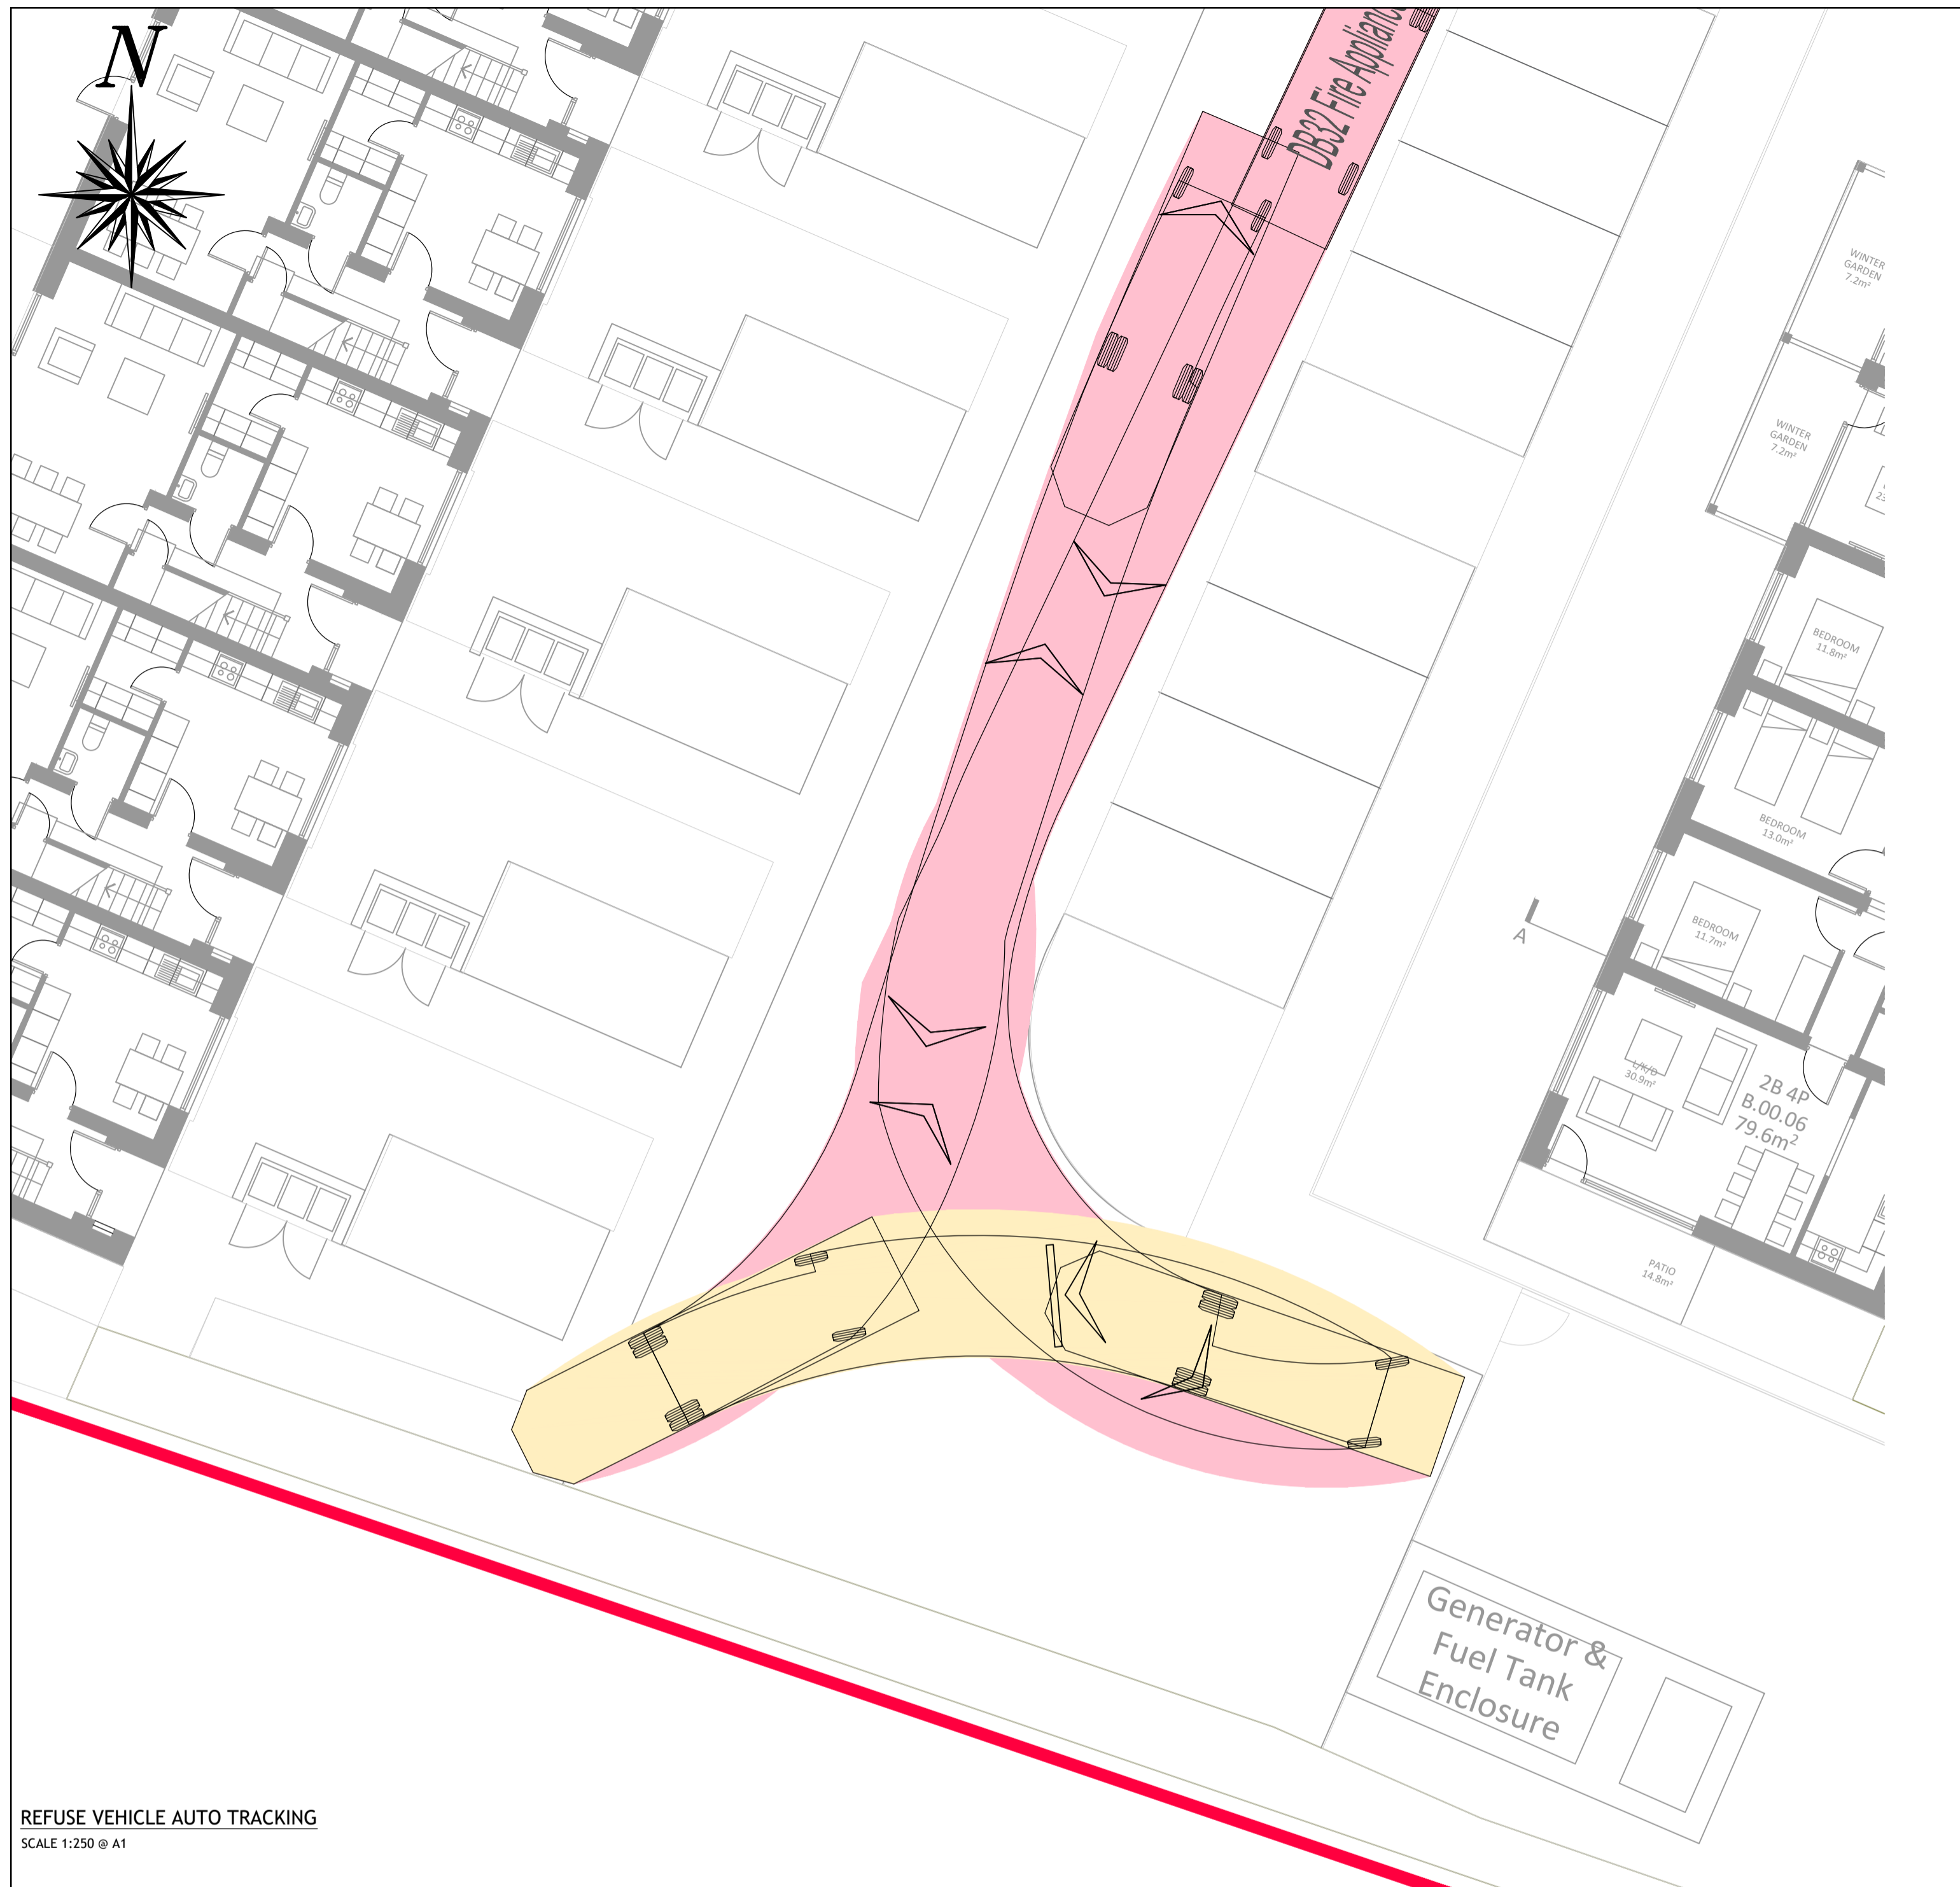 N
DB32 Fire Appliance
WINTER
GARDEN
7.2m²
WINTER
GARDEN
7.2m²
BEDROOM
11.8m²
BEDROOM
13.0m²
BEDROOM
11.7m²
A
L/K/D
30.9m²
2B 4P
B.00.06
79.6m²
PATIO
14.8m²
Generator &
Fuel Tank
Enclosure
REFUSE VEHICLE AUTO TRACKING
SCALE 1:250 @ A1